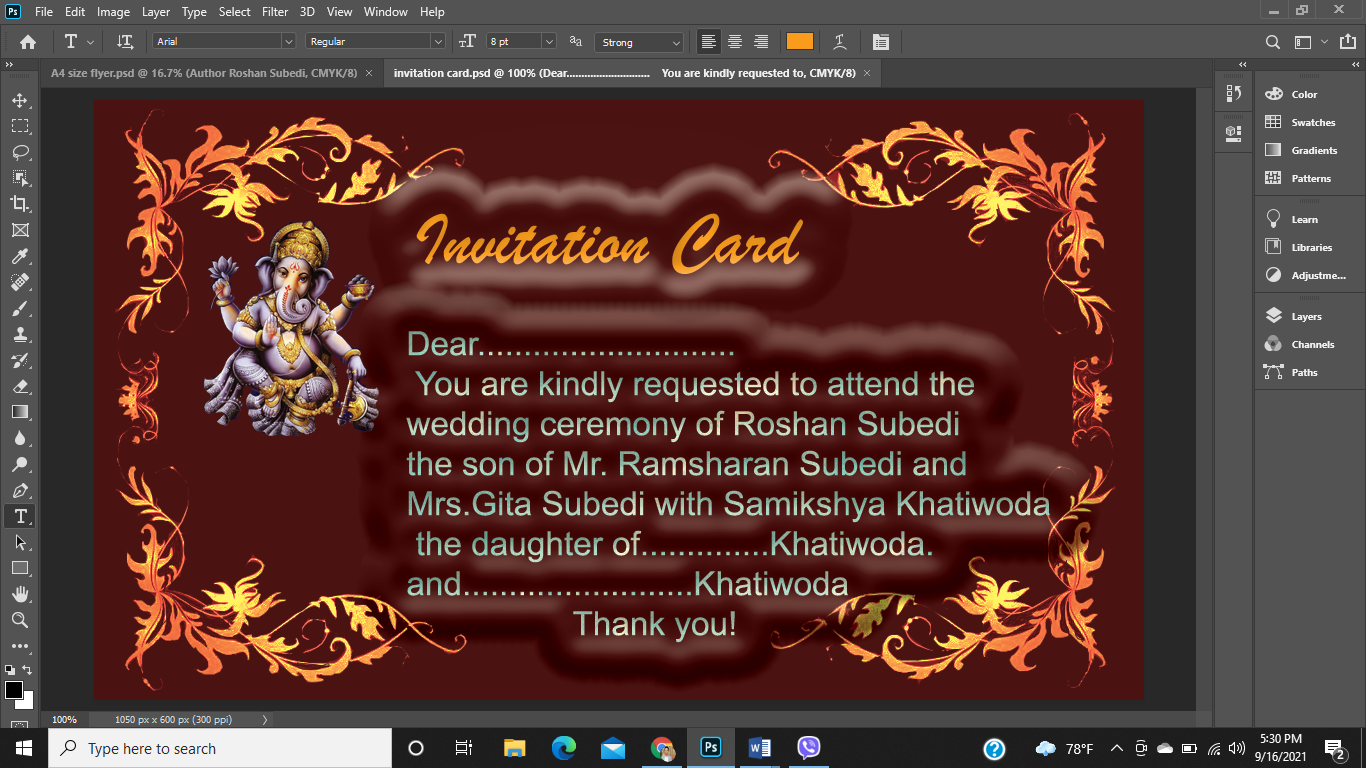 Ps File Edit Image Layer Type Select Filter 3D View Window Help
T T Arial Regular T 8 pt aa Strong
A4 size flyer.psd @ 16.7% (Author Roshan Subedi, CMYK/8) × invitation card.psd @ 100% (Dear............................ You are kindly requested to, CMYK/8) ×
Color
Swatches
Gradients
Patterns
Learn
Libraries
Adjustme...
Layers
Channels
Paths
Invitation Card
Dear............................
You are kindly requested to attend the
wedding ceremony of Roshan Subedi
the son of Mr. Ramsharan Subedi and
Mrs.Gita Subedi with Samikshya Khatiwoda
the daughter of..............Khatiwoda.
and.........................Khatiwoda
Thank you!
100% 1050 px x 600 px (300 ppi)
Type here to search
Ps
78°F
5:30 PM
9/16/2021
2